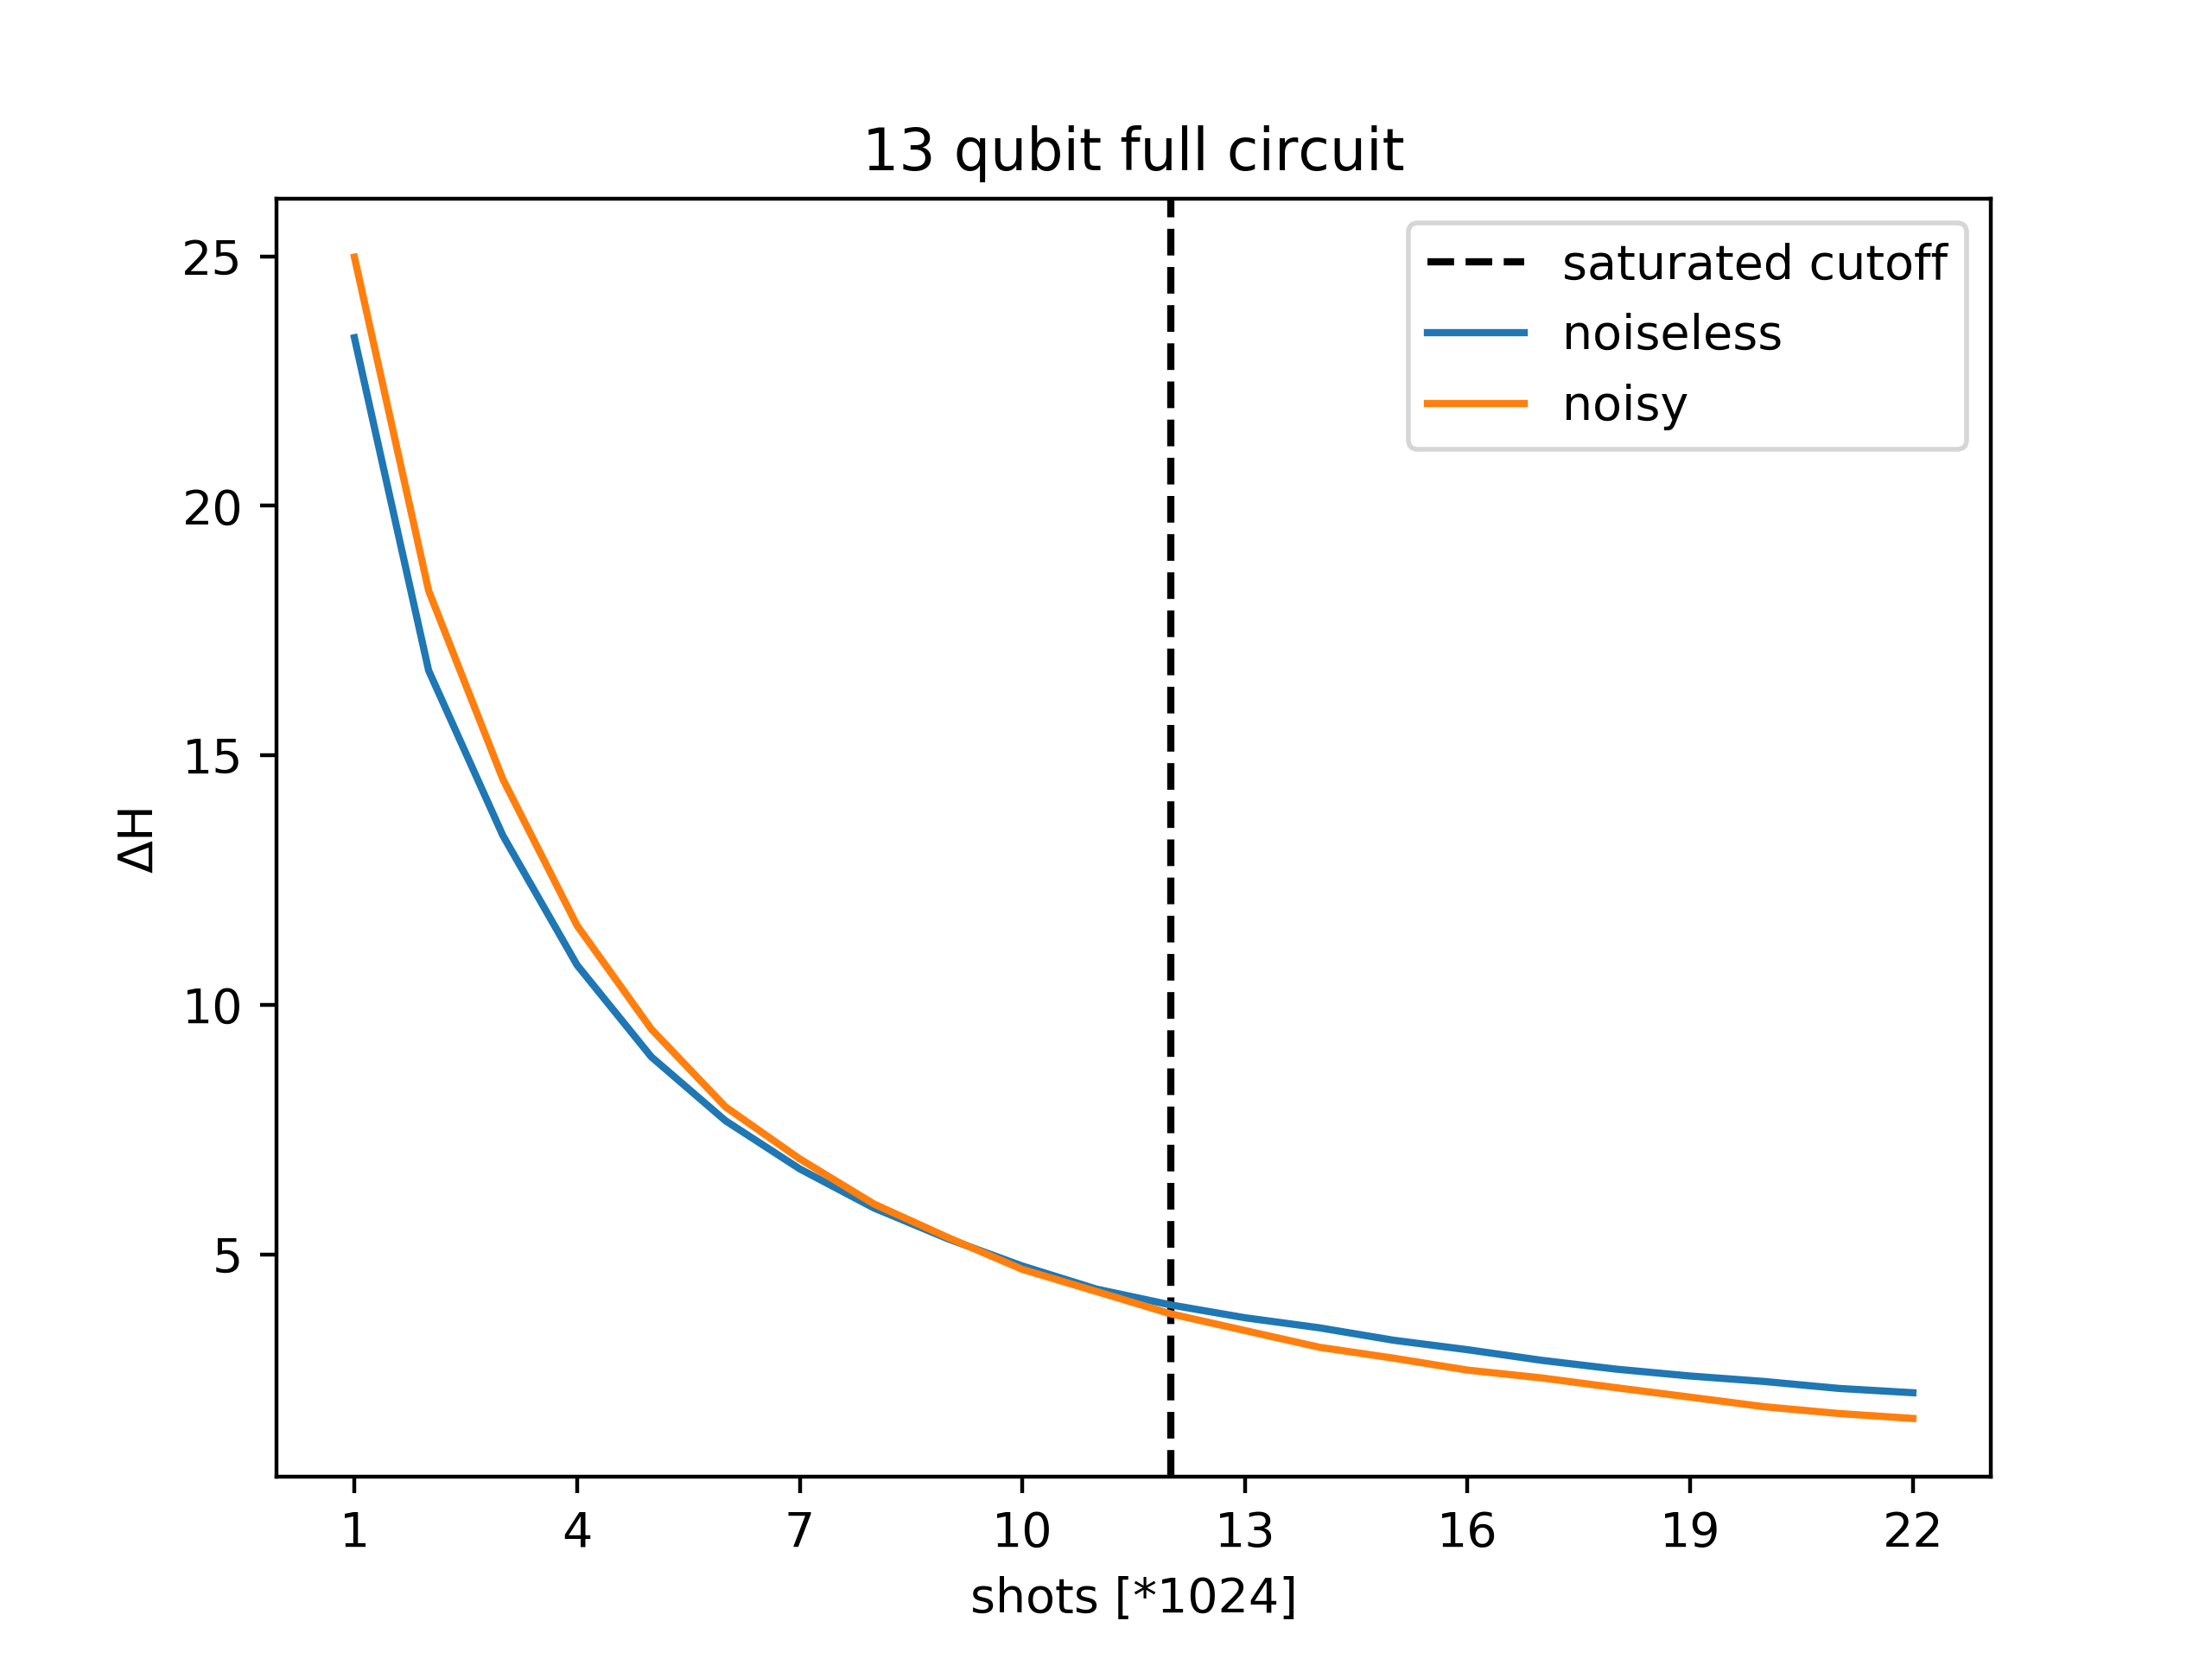 13 qubit full circuit
25
20
15
10
5
ΔH
saturated cutoff
noiseless
noisy
1 4 7 10 13 16 19 22
shots [*1024]